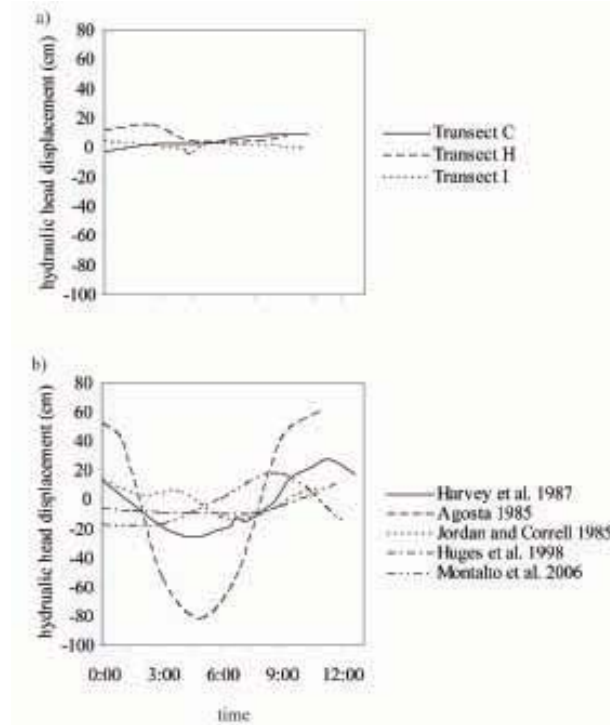 a)
hydraulic head displacement (cm)
80
60
40
20
0
-20
-40
-60
-80
-100
Transect C
Transect H
Transect I
b)
hydrualic head displacement (cm)
80
60
40
20
0
-20
-40
-60
-80
-100
0:00 3:00 6:00 9:00 12:00
time
Harvey et al. 1987
Agosta 1985
Jordan and Correll 1985
Huges et al. 1998
Montalto et al. 2006